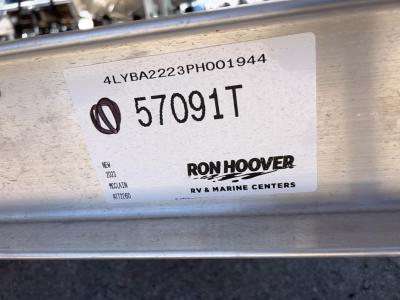 4LYBA2223PH001944
57091T
NEW
2023
MCCLAIN
RON HOOVER
RV & MARINE CENTERS